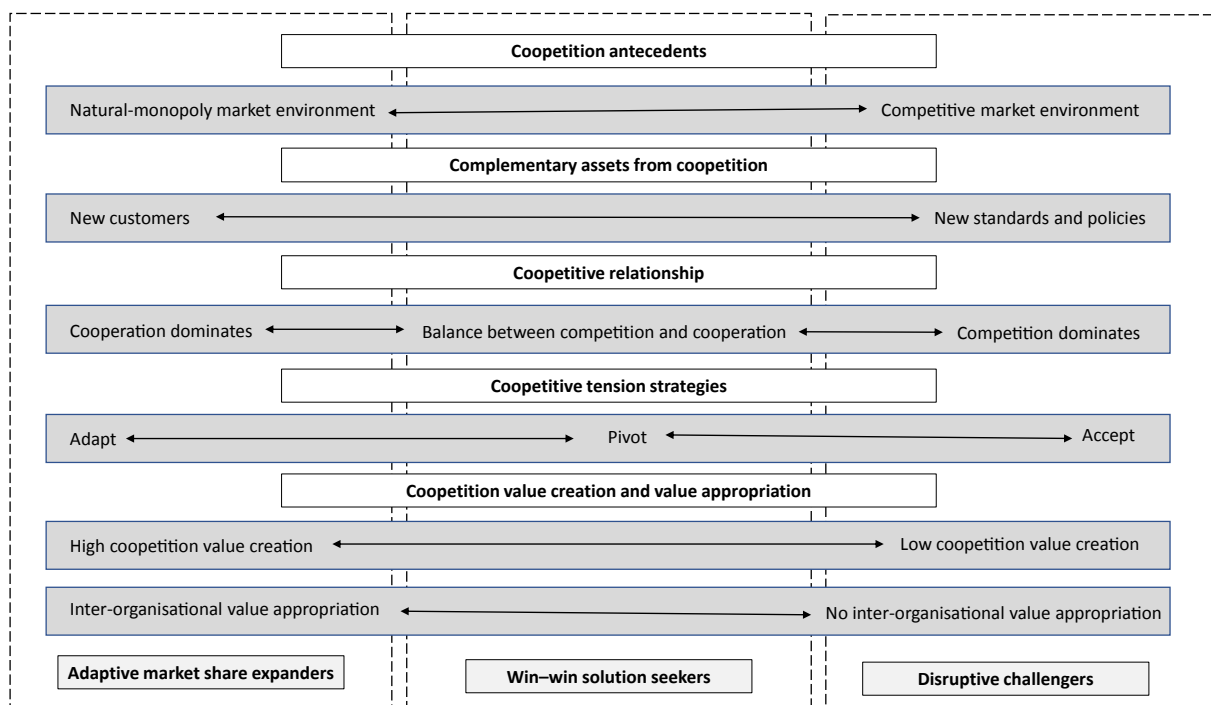 Coopetition antecedents
Natural-monopoly market environment
Competitive market environment
Complementary assets from coopetition
New customers
New standards and policies
Coopetitive relationship
Cooperation dominates
Balance between competition and cooperation
Competition dominates
Coopetitive tension strategies
Adapt
Pivot
Accept
Coopetition value creation and value appropriation
High coopetition value creation
Low coopetition value creation
Inter-organisational value appropriation
No inter-organisational value appropriation
Adaptive market share expanders
Win–win solution seekers
Disruptive challengers